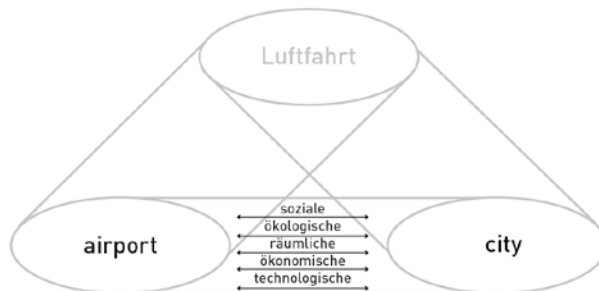 Luftfahrt
airport
soziale
ökologische
räumliche
ökonomische
technologische
city